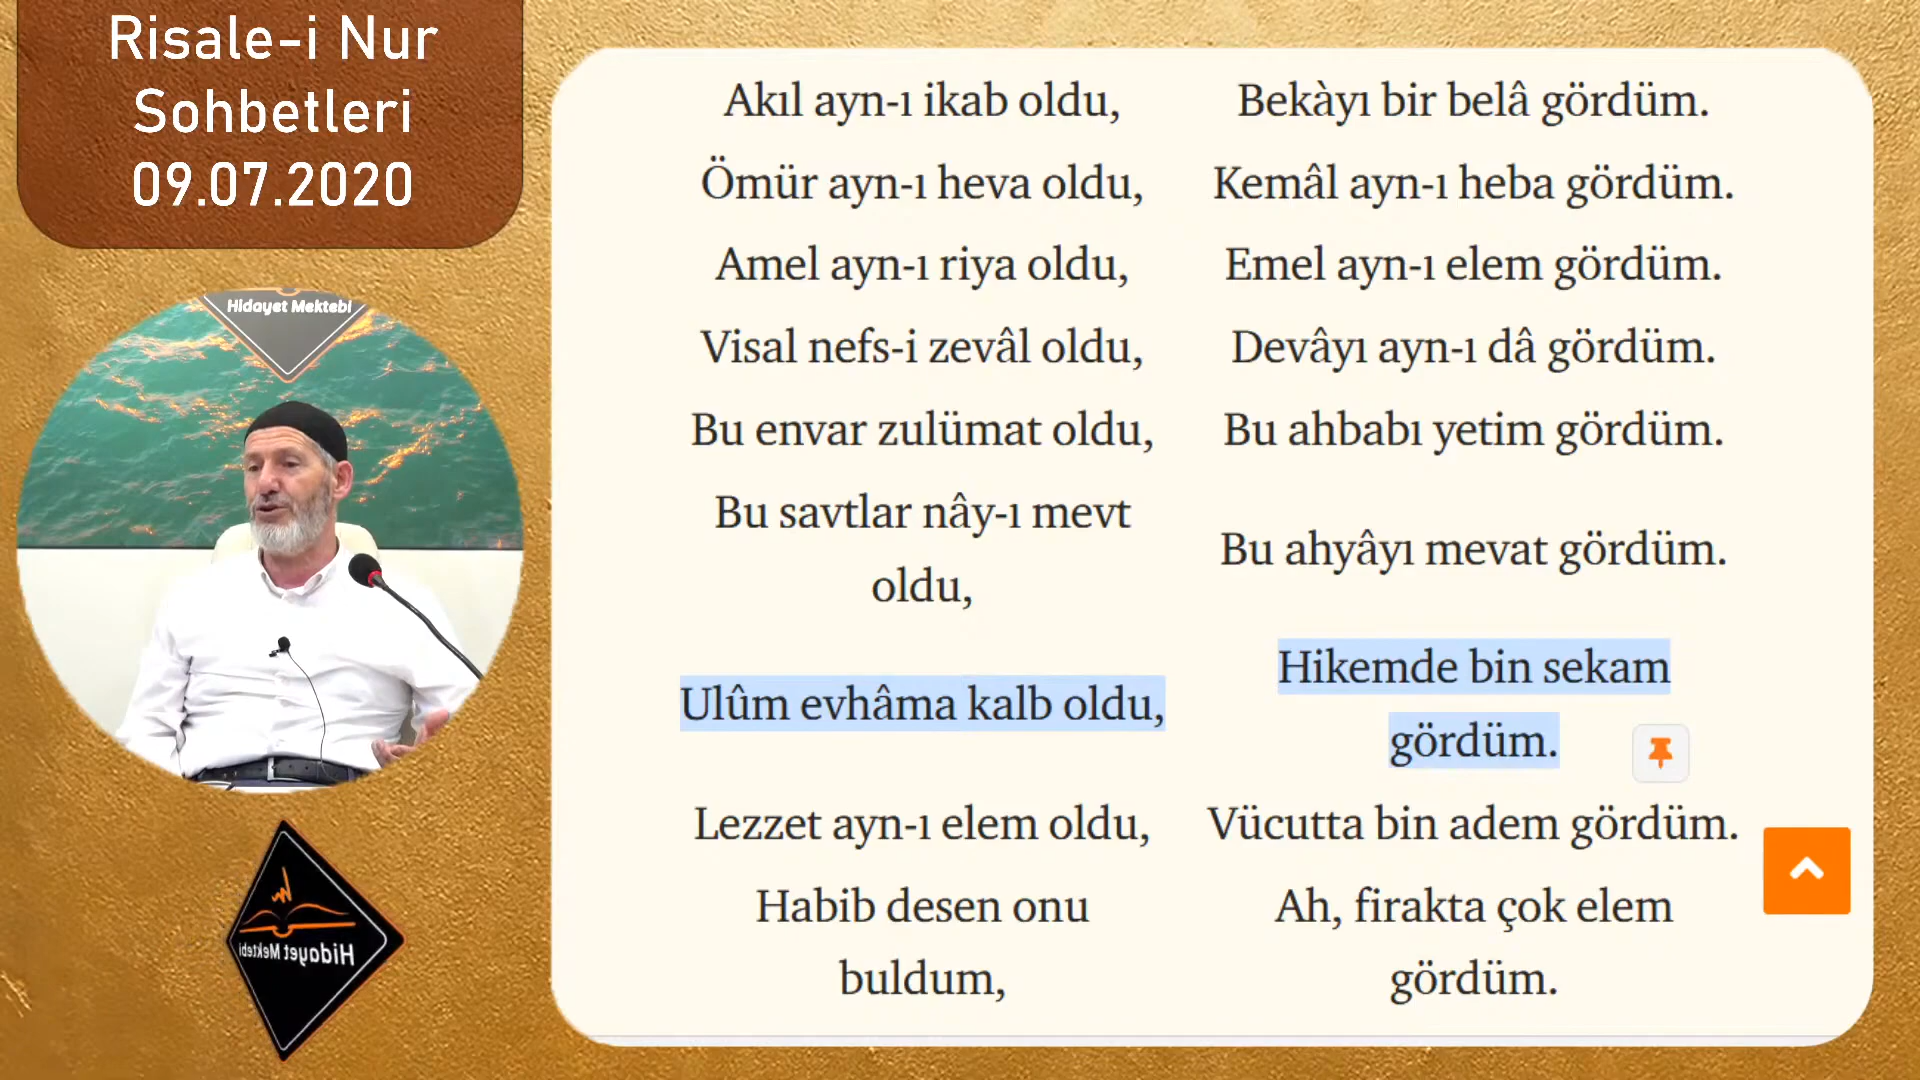 Risale-i Nur
Sohbetleri
09.07.2020
Hidayet Mektebi
Hidayet Mektebi
Akıl ayn-ı ikab oldu,
Bekàyı bir belâ gördüm.
Ömür ayn-ı heva oldu,
Kemâl ayn-ı heba gördüm.
Amel ayn-ı riya oldu,
Emel ayn-ı elem gördüm.
Visal nefs-i zevâl oldu,
Devâyı ayn-ı dâ gördüm.
Bu envar zulümat oldu,
Bu ahbabı yetim gördüm.
Bu savtlar nây-ı mevt
oldu,
Bu ahyâyı mevat gördüm.
Ulûm evhâma kalb oldu,
Hikemde bin sekam
gördüm.
Lezzet ayn-ı elem oldu,
Vücutta bin adem gördüm.
Habib desen onu
buldum,
Ah, firakta çok elem
gördüm.